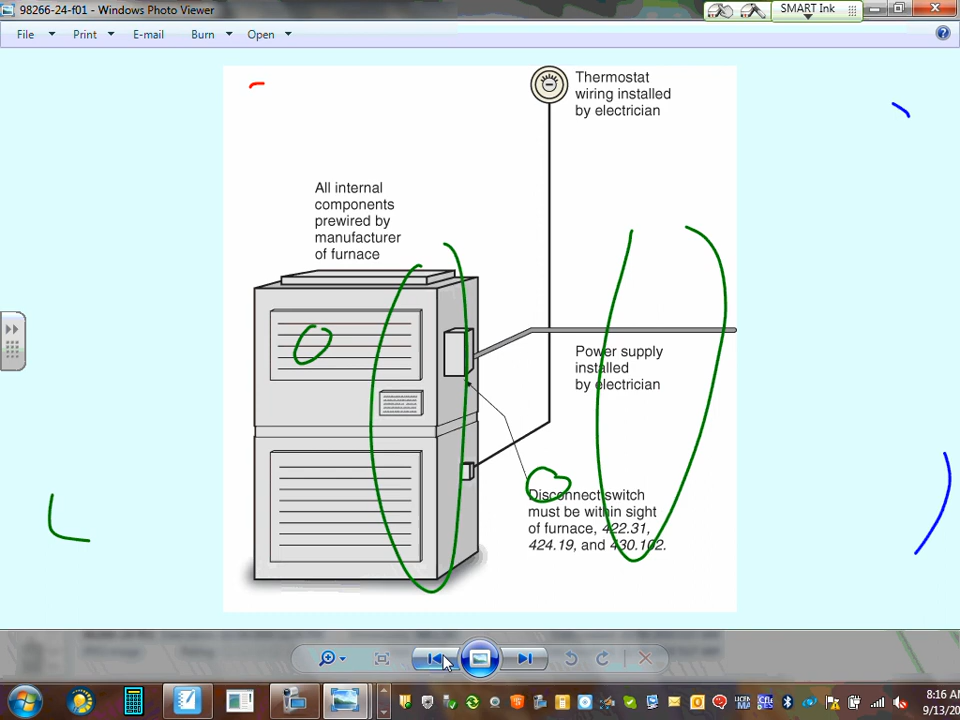 98266-24-f01 - Windows Photo Viewer
SMART Ink
File Print E-mail Burn Open
Thermostat
wiring installed
by electrician
All internal
components
prewired by
manufacturer
of furnace
Power supply
installed
by electrician
Disconnect switch
must be within sight
of furnace, 422.31,
424.19, and 430.102.
8:16 AM
9/13/20